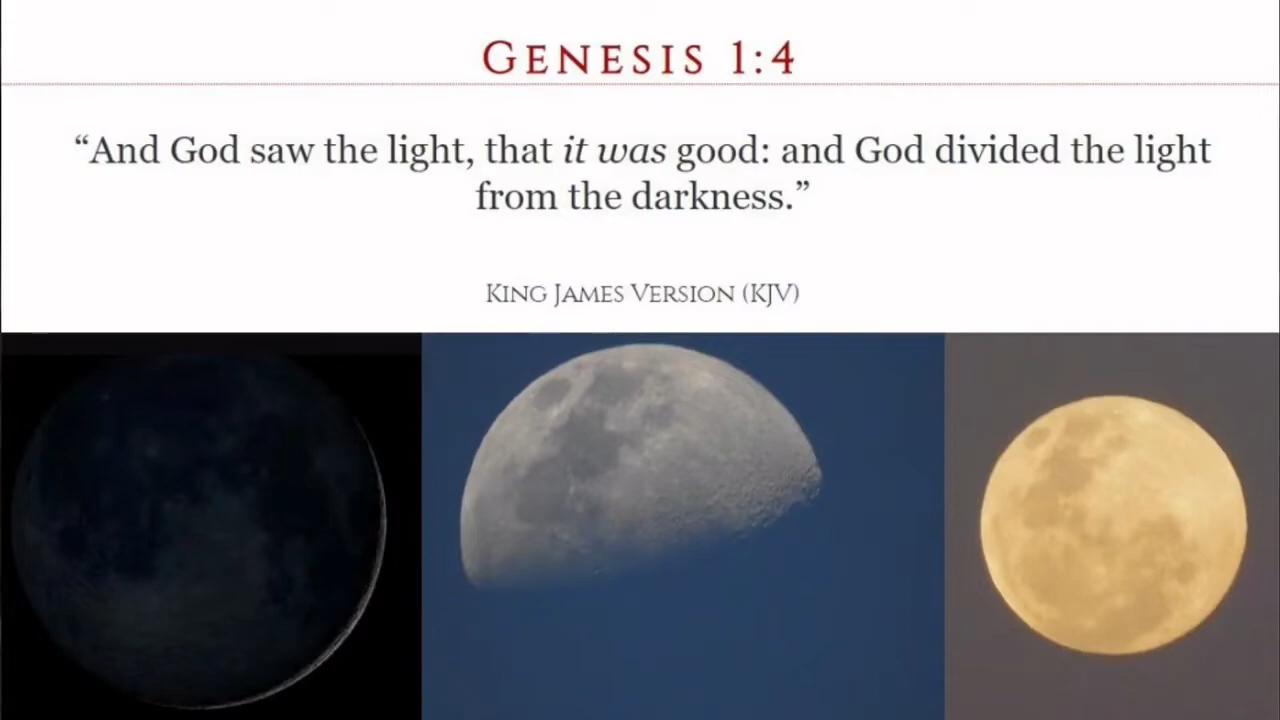 Genesis 1:4
“And God saw the light, that it was good: and God divided the light
from the darkness.”
King James Version (KJV)